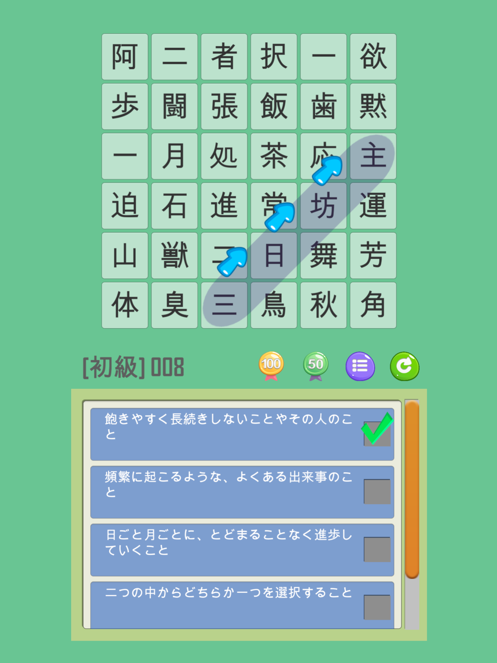 阿二者択一欲
歩闘張飯歯黙
一月処茶応主
迫石進常坊運
山獣二日舞芳
体臭三鳥秋角
[初級]008
100
50
飽きやすく長続きしないことやその人のこ
と
頻繁に起こるような、よくある出来事のこ
と
日ごと月ごとに、とどまることなく進歩し
ていくこと
二つの中からどちらか一つを選択すること